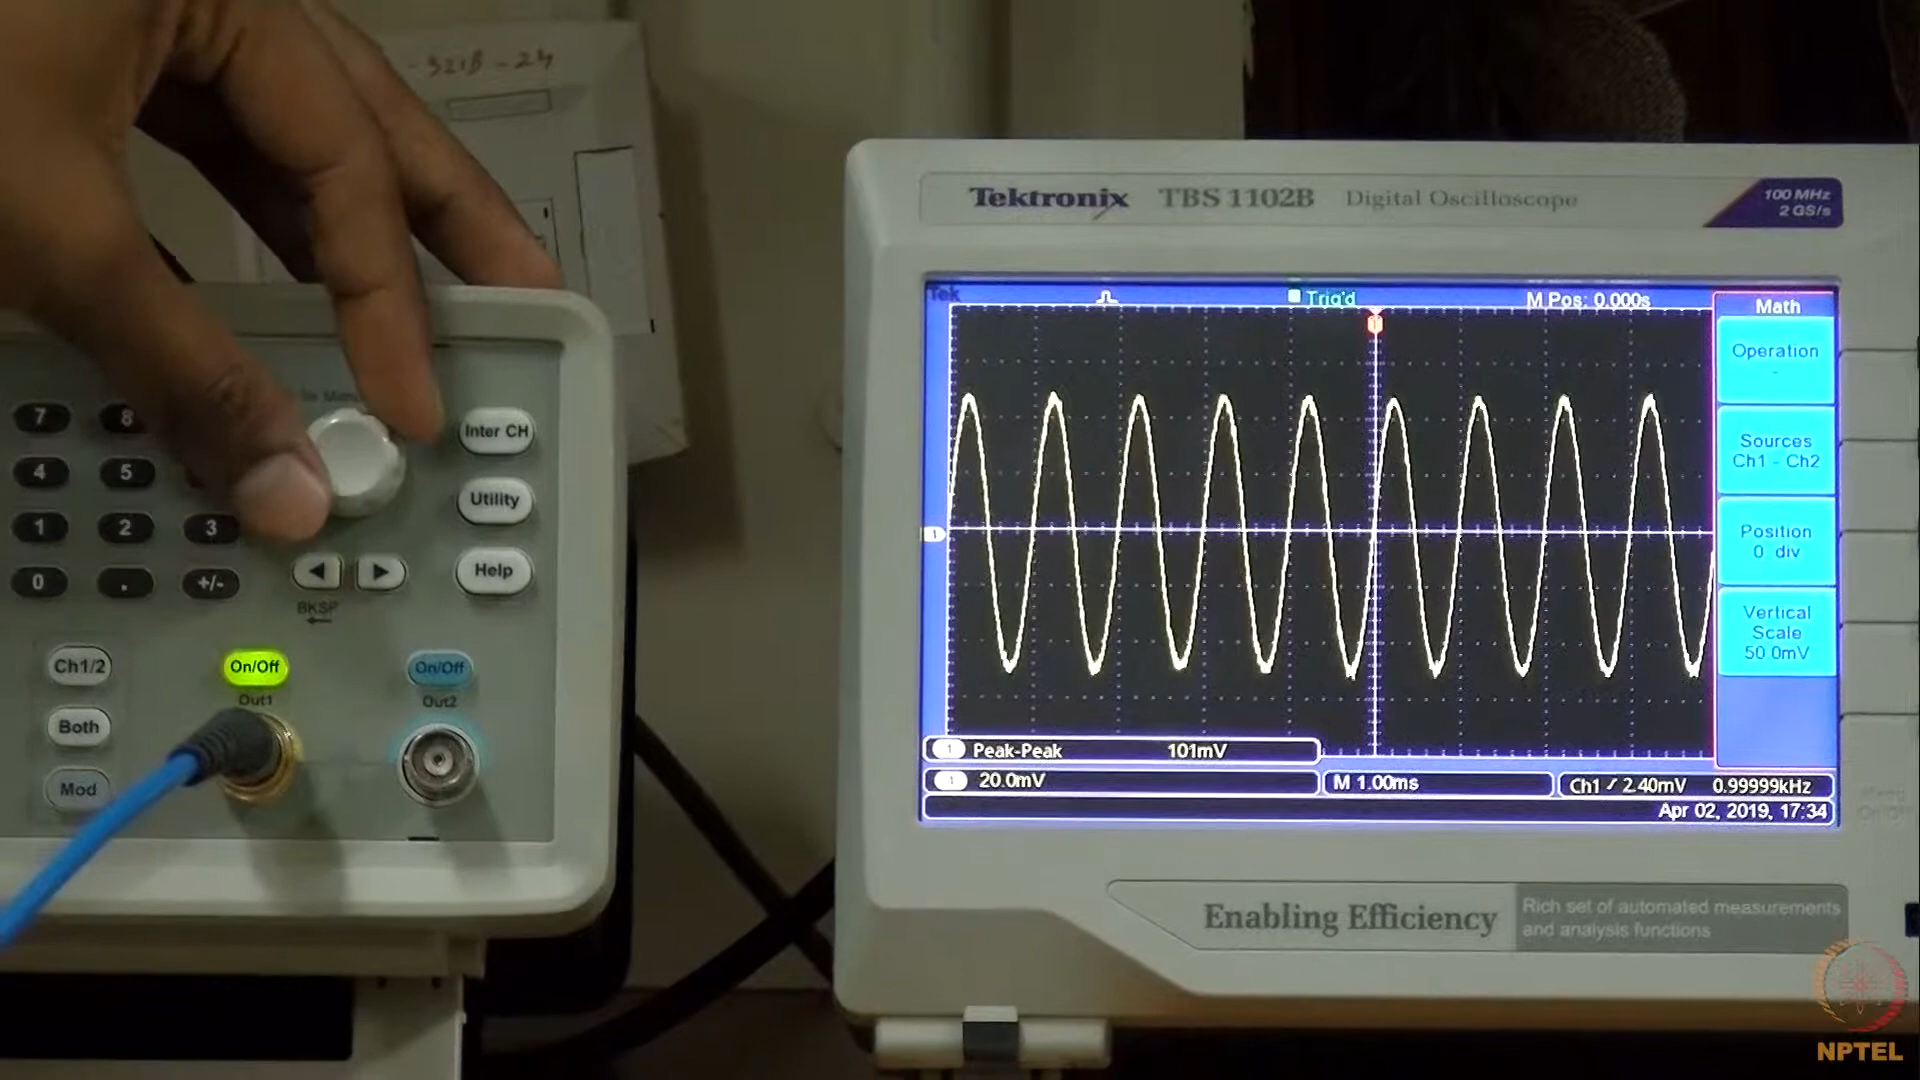 -321B-24
Tektronix TBS 1102B Digital Oscilloscope
100 MHz
2 GS/s
Tek Trig'd M Pos: 0.000s
Math
Operation
-
Sources
Ch1 - Ch2
Position
0 div
Vertical
Scale
50.0mV
1
1 Peak-Peak 101mV
1 20.0mV M 1.00ms Ch1 / 2.40mV 0.99999kHz
Apr 02, 2019, 17:34
Enabling Efficiency
Rich set of automated measurements
and analysis functions
7 8
4 5
1 2 3
0 . +/-
BKSP
Inter CH
Utility
Help
Ch1/2 On/Off On/Off
Out1 Out2
Both
Mod
NPTEL